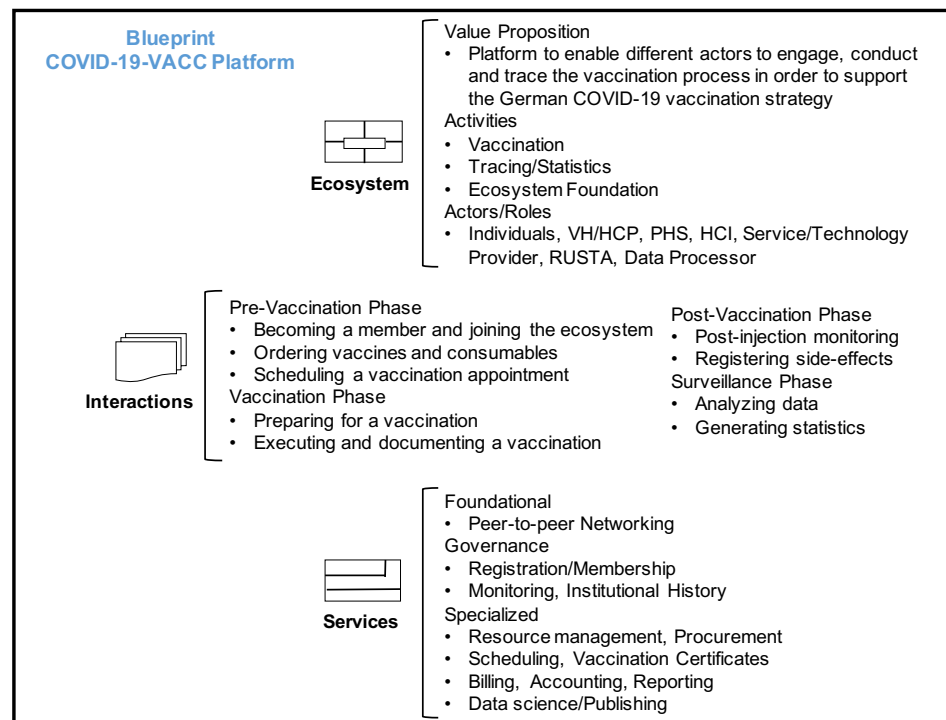 Blueprint
COVID-19-VACC Platform
Value Proposition
• Platform to enable different actors to engage, conduct
and trace the vaccination process in order to support
the German COVID-19 vaccination strategy
Activities
• Vaccination
• Tracing/Statistics
• Ecosystem Foundation
Actors/Roles
• Individuals, VH/HCP, PHS, HCI, Service/Technology
Provider, RUSTA, Data Processor
Ecosystem
Pre-Vaccination Phase
• Becoming a member and joining the ecosystem
• Ordering vaccines and consumables
• Scheduling a vaccination appointment
Vaccination Phase
• Preparing for a vaccination
• Executing and documenting a vaccination
Post-Vaccination Phase
• Post-injection monitoring
• Registering side-effects
Surveillance Phase
• Analyzing data
• Generating statistics
Interactions
Foundational
• Peer-to-peer Networking
Governance
• Registration/Membership
• Monitoring, Institutional History
Specialized
• Resource management, Procurement
• Scheduling, Vaccination Certificates
• Billing, Accounting, Reporting
• Data science/Publishing
Services